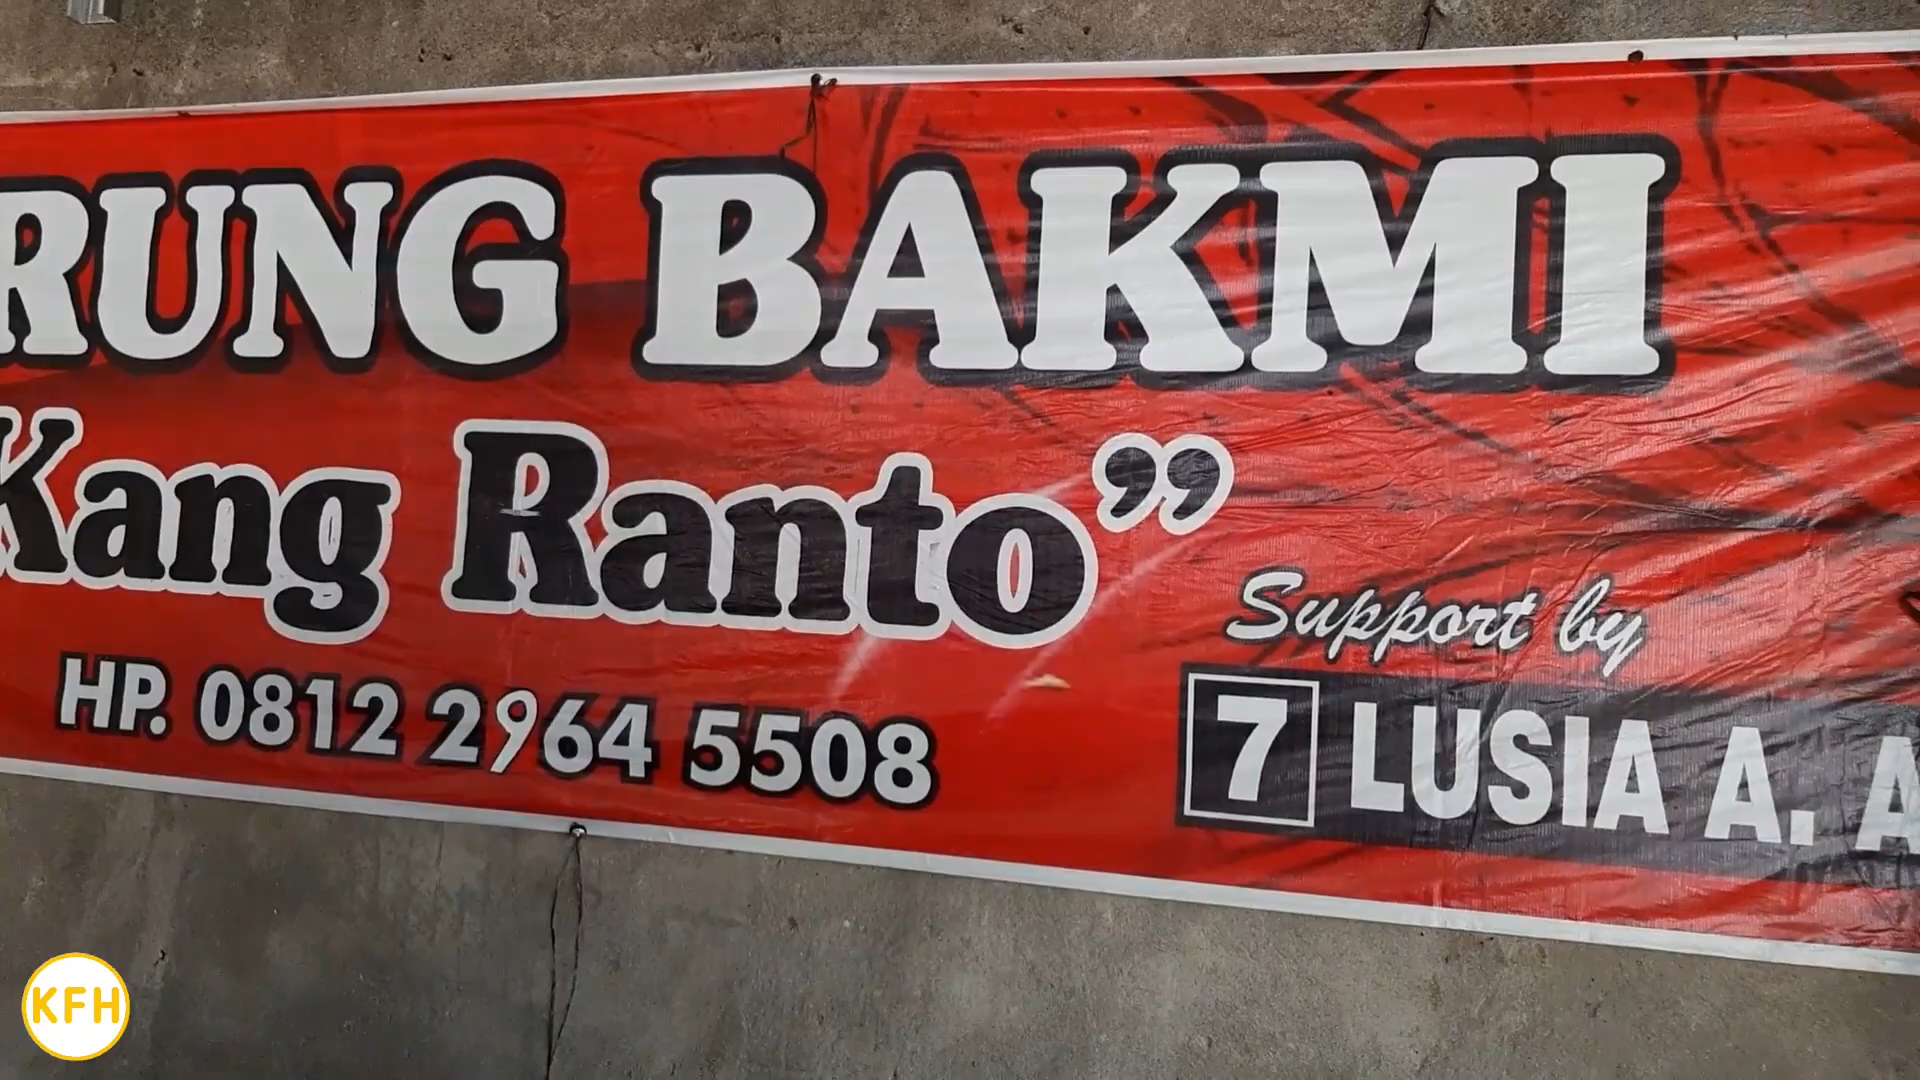 RUNG BAKMI
Kang Ranto”
HP. 0812 2964 5508
Support by
7 LUSIA A. A
KFH